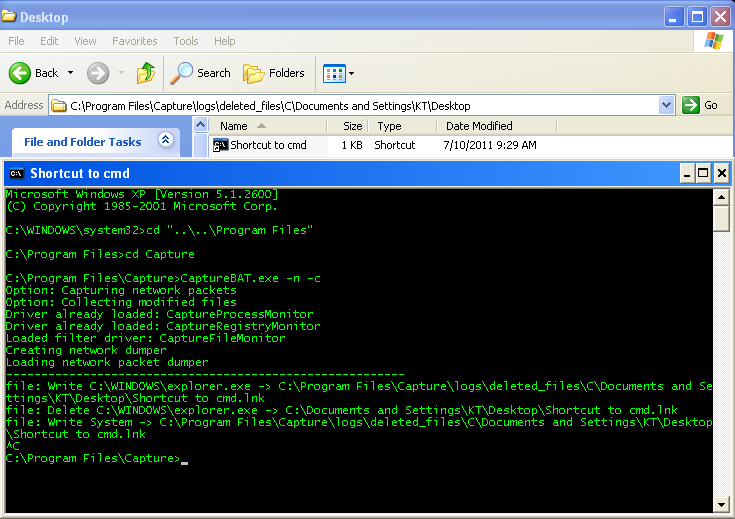 Desktop
File Edit View Favorites Tools Help
Back Search Folders
Address C:\Program Files\Capture\logs\deleted_files\C\Documents and Settings\KT\Desktop Go
File and Folder Tasks
Name Size Type Date Modified
Shortcut to cmd 1 KB Shortcut 7/10/2011 9:29 AM
Shortcut to cmd
Microsoft Windows XP [Version 5.1.2600]
(C) Copyright 1985-2001 Microsoft Corp.
C:\WINDOWS\system32>cd "..\..\Program Files"
C:\Program Files>cd Capture
C:\Program Files\Capture>CaptureBAT.exe -n -c
Option: Capturing network packets
Option: Collecting modified files
Driver already loaded: CaptureProcessMonitor
Driver already loaded: CaptureRegistryMonitor
Loaded filter driver: CaptureFileMonitor
Creating network dumper
Loading network packet dumper
---------------------------------------------------------
file: Write C:\WINDOWS\explorer.exe -> C:\Program Files\Capture\logs\deleted_files\C\Documents and Se
ttings\KT\Desktop\Shortcut to cmd.lnk
file: Delete C:\WINDOWS\explorer.exe -> C:\Documents and Settings\KT\Desktop\Shortcut to cmd.lnk
file: Write System -> C:\Program Files\Capture\logs\deleted_files\C\Documents and Settings\KT\Desktop
\Shortcut to cmd.lnk
^C
C:\Program Files\Capture>_